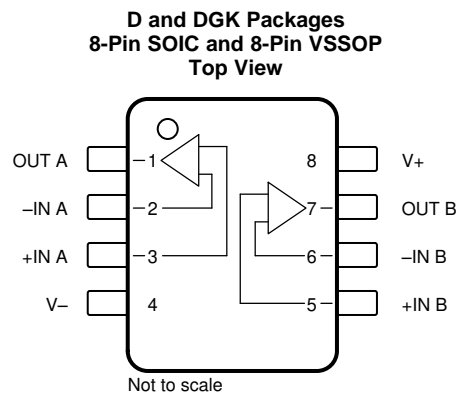 D and DGK Packages
8-Pin SOIC and 8-Pin VSSOP
Top View
OUT A 1 8 V+
–IN A 2 7 OUT B
+IN A 3 6 –IN B
V– 4 5 +IN B
Not to scale